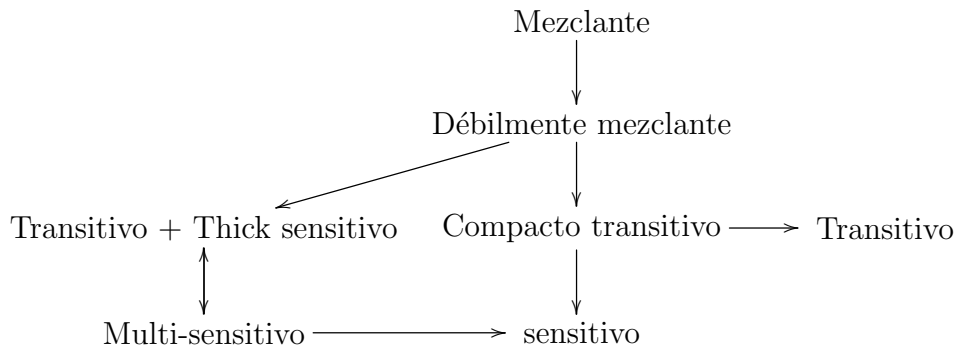 Mezclante
Débilmente mezclante
Transitivo + Thick sensitivo
Compacto transitivo
Transitivo
Multi-sensitivo
sensitivo